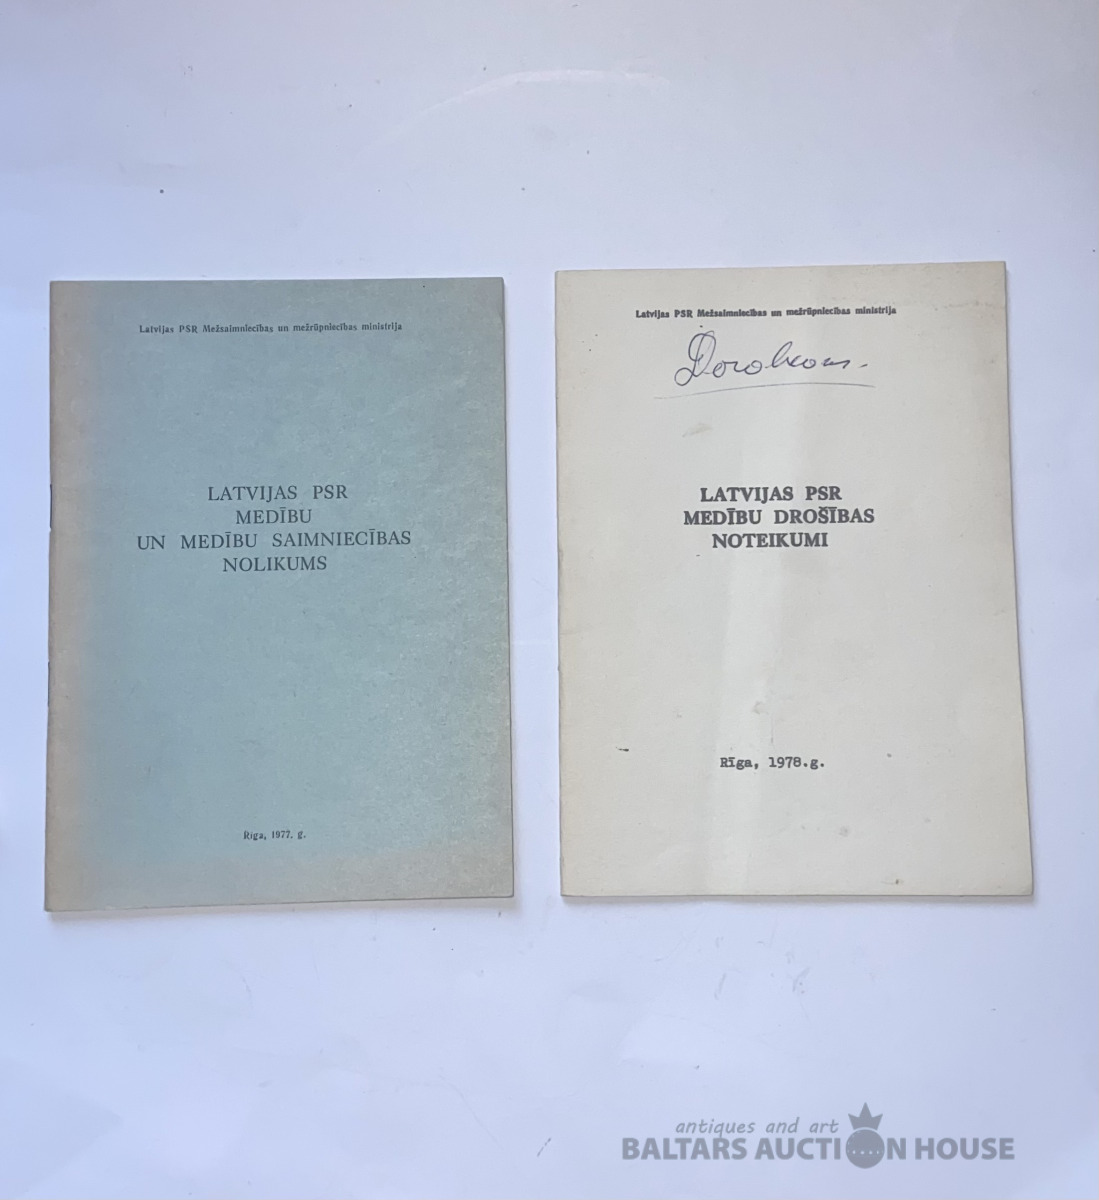 Latvijas PSR Mežsaimniecības un mežrūpniecības ministrija
LATVIJAS PSR
MEDĪBU
UN MEDĪBU SAIMNIECĪBAS
NOLIKUMS
Rīga, 1977. g.
Latvijas PSR Mežsaimniecības un mežrūpniecības ministrija
LATVIJAS PSR
MEDĪBU DROŠĪBAS
NOTEIKUMI
Rīga, 1978.g.
antiques and art
BALTARS AUCTION HOUSE